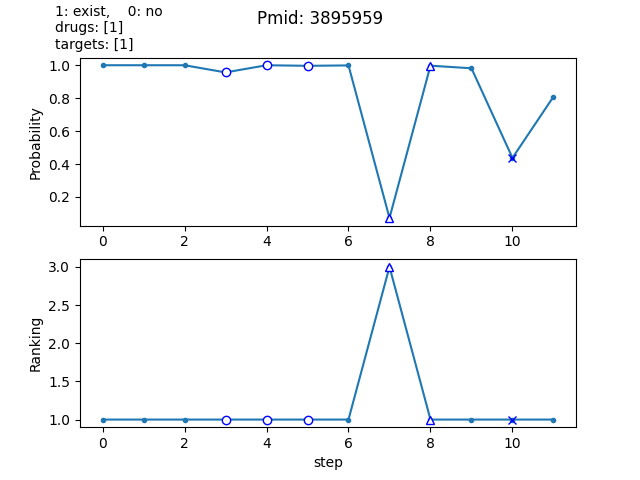 1: exist,    0: no
drugs: [1]
targets: [1]
Pmid: 3895959
Probability
1.0
0.8
0.6
0.4
0.2
0 2 4 6 8 10
Ranking
3.0
2.5
2.0
1.5
1.0
0 2 4 6 8 10
step